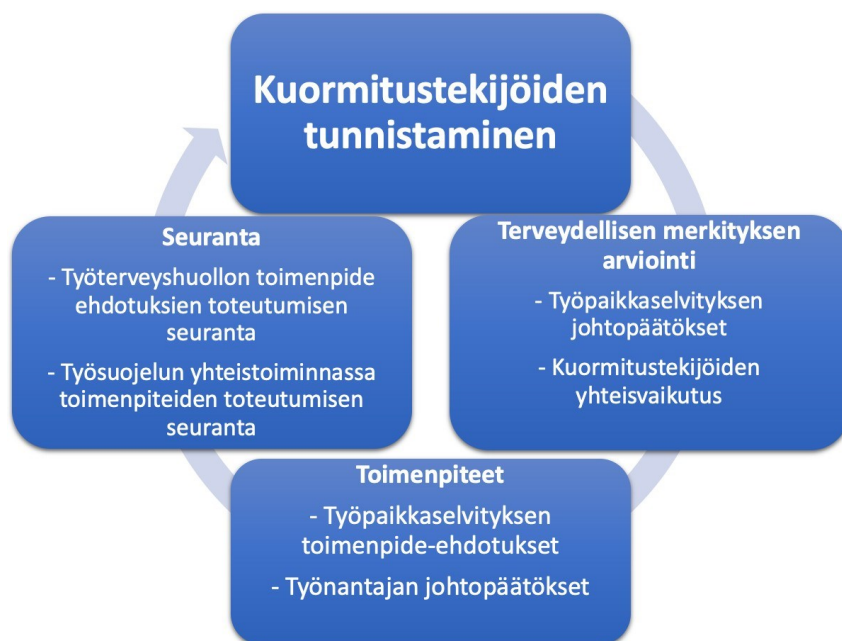 Kuormitustekijöiden
tunnistaminen
Terveydellisen merkityksen
arviointi
- Työpaikkaselvityksen
johtopäätökset
- Kuormitustekijöiden
yhteisvaikutus
Toimenpiteet
- Työpaikkaselvityksen
toimenpide-ehdotukset
- Työnantajan johtopäätökset
Seuranta
- Työterveyshuollon toimenpide
ehdotuksien toteutumisen
seuranta
- Työsuojelun yhteistoiminnassa
toimenpiteiden toteutumisen
seuranta